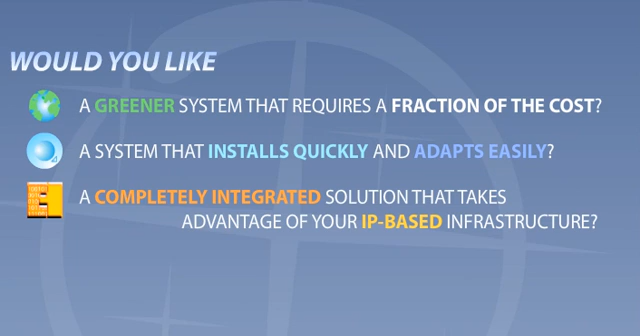 WOULD YOU LIKE
A GREENER SYSTEM THAT REQUIRES A FRACTION OF THE COST?
A SYSTEM THAT INSTALLS QUICKLY AND ADAPTS EASILY?
A COMPLETELY INTEGRATED SOLUTION THAT TAKES
ADVANTAGE OF YOUR IP-BASED INFRASTRUCTURE?